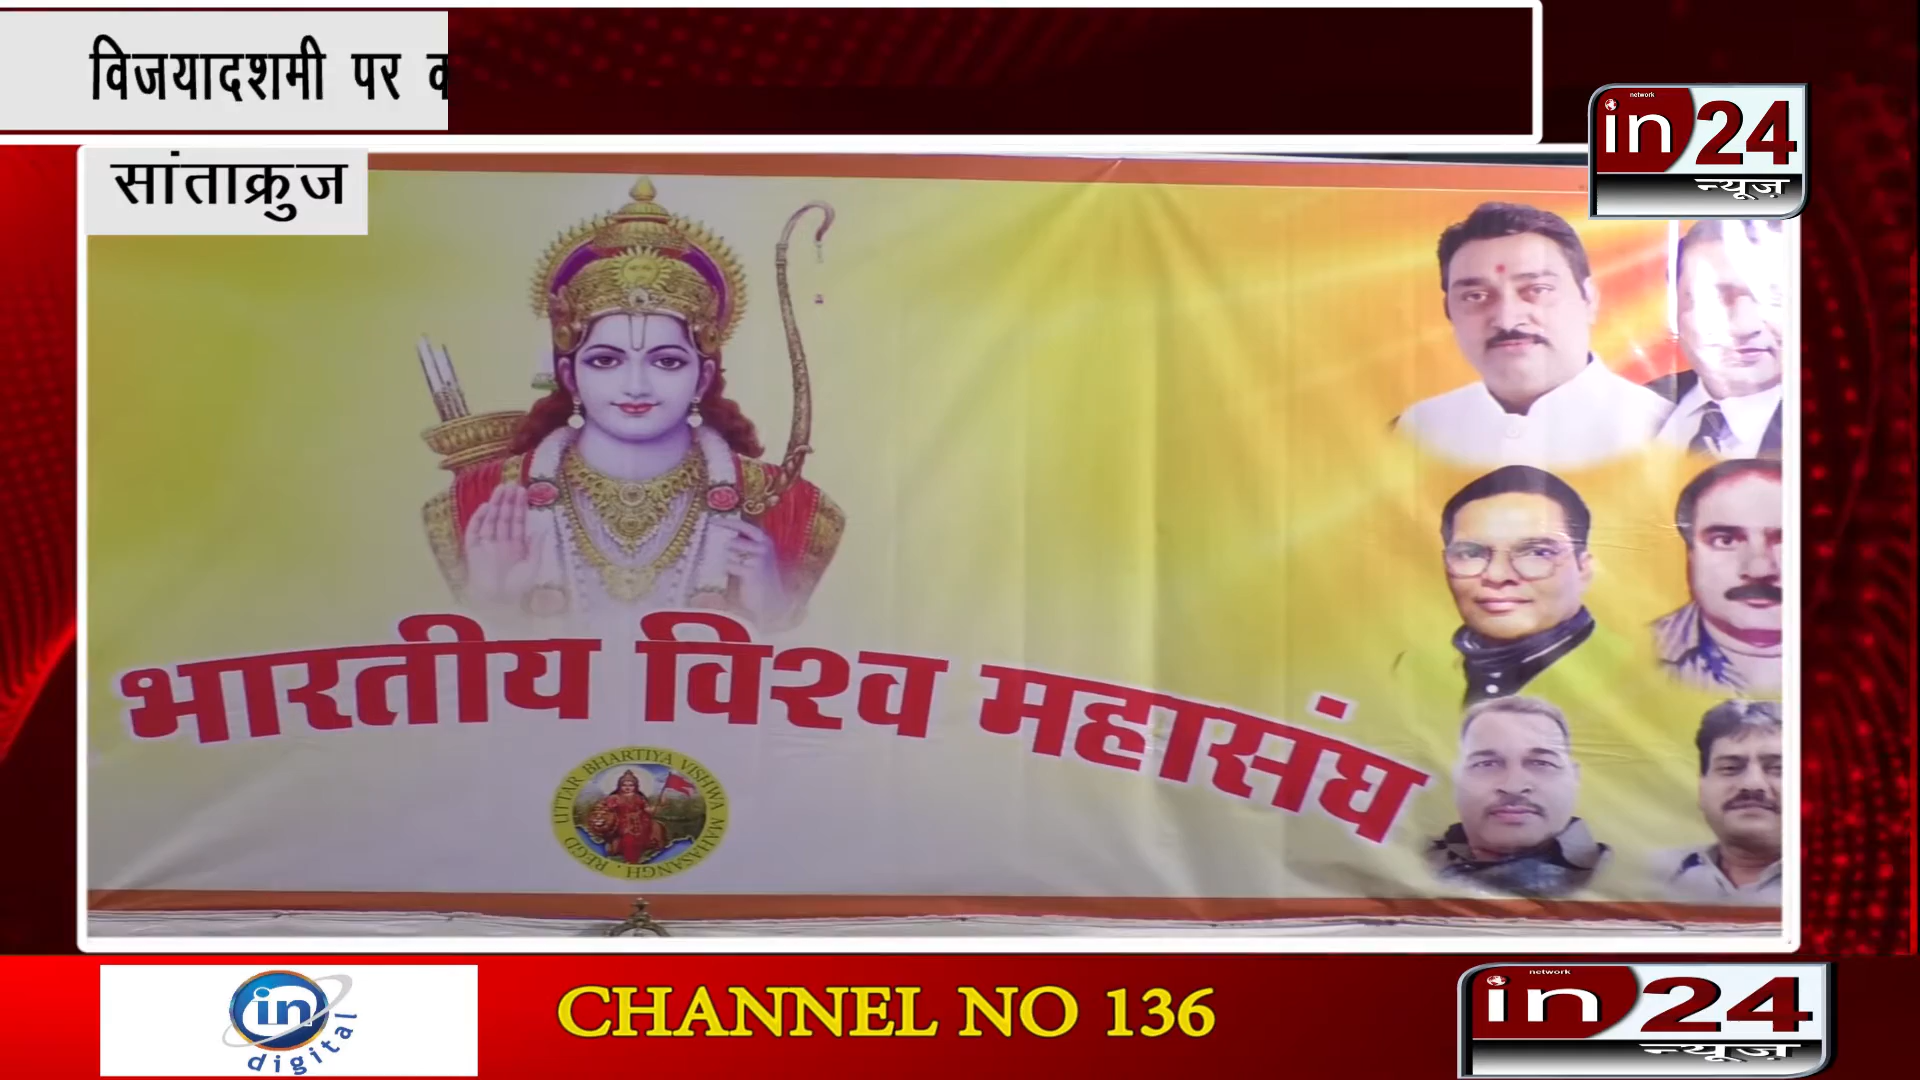 विजयादशमी पर
सांताक्रुज
network
in 24
न्यूज़
भारतीय विश्व महासंघ
UTTAR BHARTIYA VISHWA MAHASANGH
REGD
in
digital
CHANNEL NO 136
network
in 24
न्यूज़